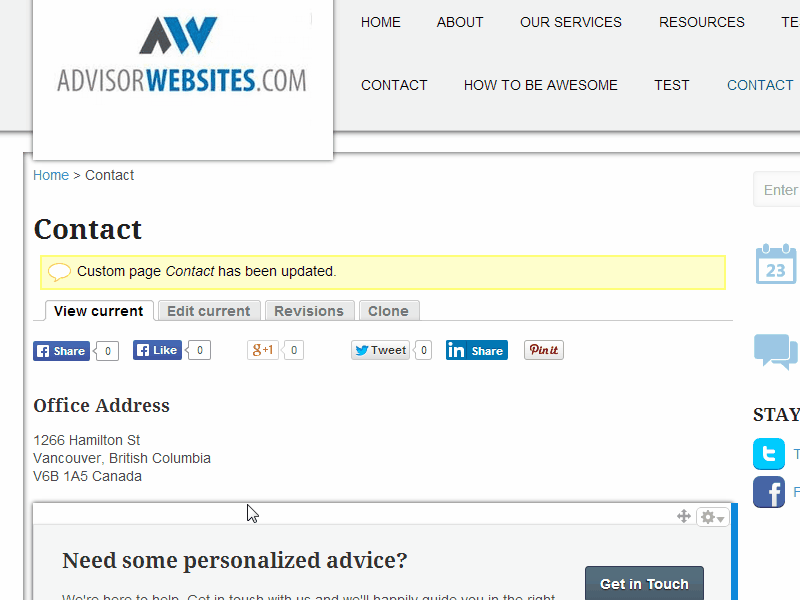 ADVISORWEBSITES.COM
HOME ABOUT OUR SERVICES RESOURCES TE
CONTACT HOW TO BE AWESOME TEST CONTACT
Home > Contact
Enter
Contact
Custom page Contact has been updated.
23
View current Edit current Revisions Clone
Share 0 Like 0 g+1 0 Tweet 0 in Share Pin it
Office Address
1266 Hamilton St
Vancouver, British Columbia
V6B 1A5 Canada
STAY
T
F
Need some personalized advice?
Get in Touch
We're here to help. Get in touch with us and we'll happily guide you in the right